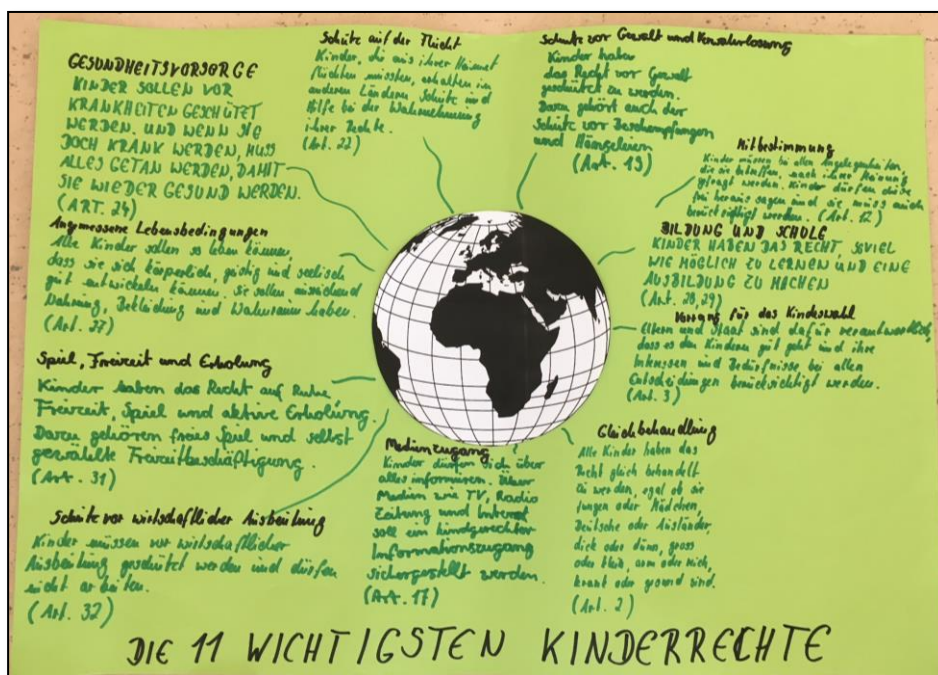 GESUNDHEITSVORSORGE
KINDER SOLLEN VOR
KRANKHEITEN GESCHÜTZT
WERDEN. UND WENN SIE
DOCH KRANK WERDEN, MUSS
ALLES GETAN WERDEN, DAMIT
SIE WIEDER GESUND WERDEN.
(ART. 24)
Angemessene Lebensbedingungen
Alle Kinder sollen so leben können,
dass sie sich körperlich, geistig und seelisch
gut entwickeln können. Sie sollen ausreichend
Nahrung, Bekleidung und Wohnraum haben.
(Art. 27)
Spiel, Freizeit und Erholung
Kinder haben das Recht auf Ruhe
Freizeit, Spiel und aktive Erholung.
Dazu gehören freies Spiel und selbst
gewählte Freizeitbeschäftigung.
(Art. 31)
Schutz vor wirtschaftlicher Ausbeutung
Kinder müssen vor wirtschaftlicher
Ausbeutung geschützt werden und dürfen
nicht arbeiten.
(Art. 32)
Schutz auf der Flucht
Kinder, die aus ihrer Heimat
flüchten müssen, erhalten in
anderen Ländern Schutz und
Hilfe bei der Wahrnehmung
ihrer Rechte.
(Art. 22)
Schutz vor Gewalt und Verwahrlosung
Kinder haben
das Recht vor Gewalt
geschützt zu werden.
Dazu gehört auch der
Schutz vor Beschimpfungen
und Hänseleien
(Art. 19)
Mitbestimmung
Kinder müssen bei allen Angelegenheiten,
die sie betreffen, nach ihrer Meinung
gefragt werden. Kinder dürfen diese
frei heraus sagen und sie muss auch
berücksichtigt werden. (Art. 12)
BILDUNG UND SCHULE
KINDER HABEN DAS RECHT, SOVIEL
WIE MÖGLICH ZU LERNEN UND EINE
AUSBILDUNG ZU MACHEN
(Art. 28, 29)
Vorrang für das Kindeswohl
Eltern und Staat sind dafür verantwortlich,
dass es den Kindern gut geht und ihre
Interessen und Bedürfnisse bei allen
Entscheidungen berücksichtigt werden.
(Art. 3)
Gleichbehandlung
Alle Kinder haben das
Recht gleich behandelt
zu werden, egal ob sie
Jungen oder Mädchen,
Deutsche oder Ausländer,
dick oder dünn, gross
oder klein, arm oder reich,
krank oder gesund sind.
(Art. 2)
Medienzugang
Kinder dürfen sich über
alles informieren. Über
Medien wie TV, Radio
Zeitung und Internet
soll ein kindgerechter
Informationszugang
sichergestellt werden.
(Art. 17)
DIE 11 WICHTIGSTEN KINDERRECHTE